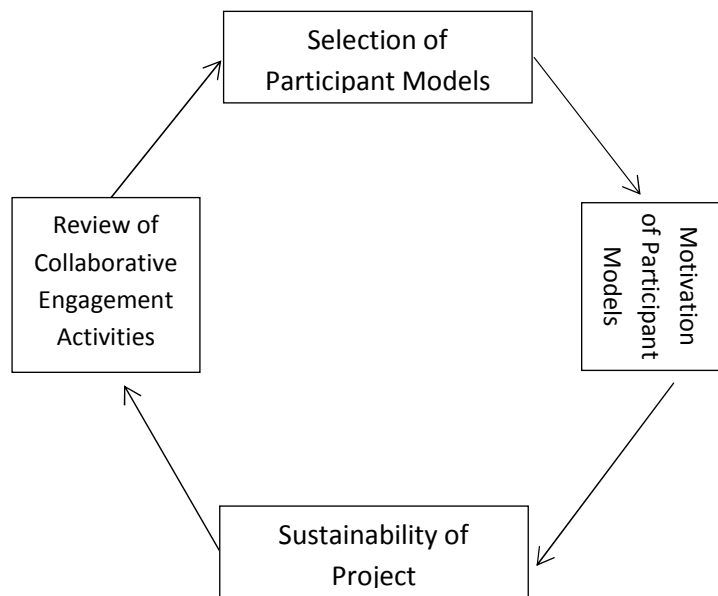 Selection of
Participant Models
Motivation
of Participant
Models
Sustainability of
Project
Review of
Collaborative
Engagement
Activities